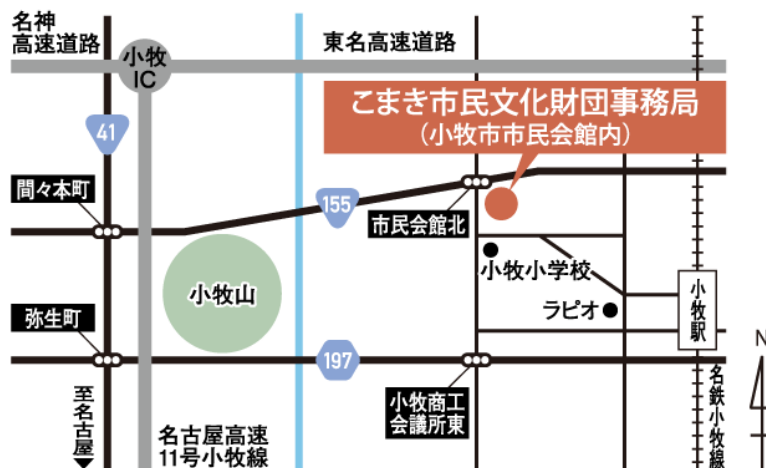 名神
高速道路
小牧
IC
東名高速道路
こまき市民文化財団事務局
(小牧市市民会館内)
41
間々本町
155
市民会館北
小牧山
小牧小学校
ラピオ
小牧駅
弥生町
197
N
小牧商工
会議所東
至名古屋
名古屋高速
11号小牧線
名鉄小牧線